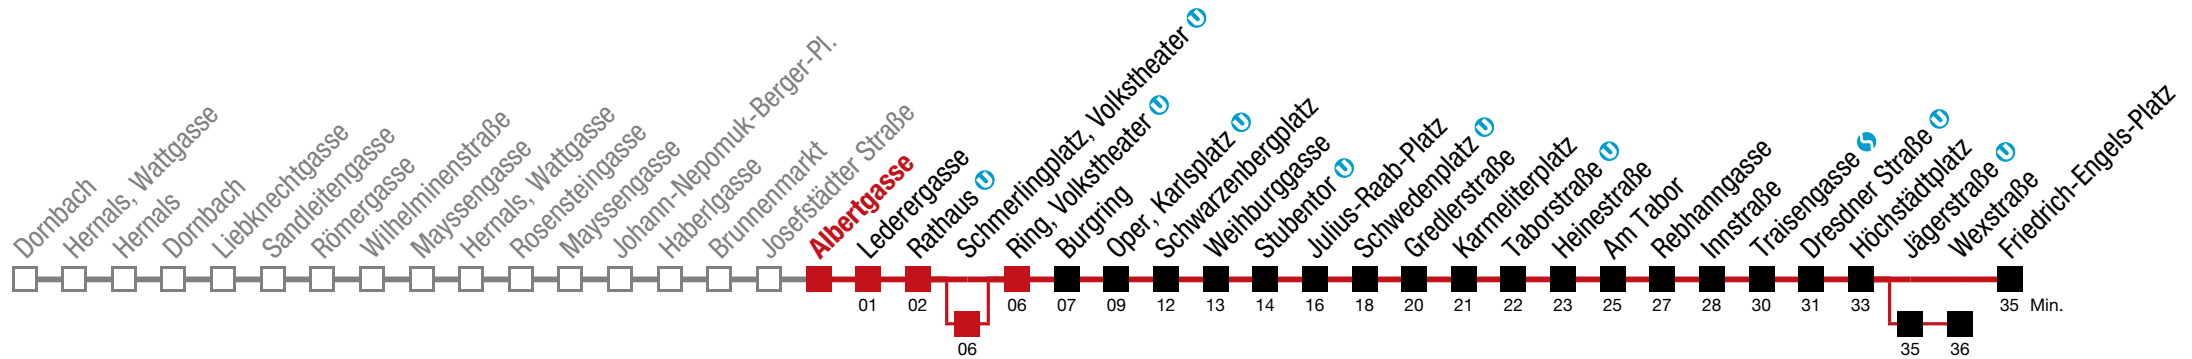 Dornbach
Hernals, Wattgasse
Hernals
Dornbach
Liebknechtgasse
Sandleitengasse
Römergasse
Wilhelminenstraße
Mayssengasse
Hernals, Wattgasse
Rosensteingasse
Mayssengasse
Johann-Nepomuk-Berger-Pl.
Haberlgasse
Brunnenmarkt
Josefstädter Straße
Albertgasse
Lederergasse
Rathaus U
Schmerlingplatz, Volkstheater U
Ring, Volkstheater U
Burgring
Oper, Karlsplatz U
Schwarzenbergplatz
Weihburggasse
Stubentor U
Julius-Raab-Platz
Schwedenplatz U
Gredlerstraße
Karmeliterplatz
Taborstraße U
Heinestraße
Am Tabor
Rebhanngasse
Innstraße
Traisengasse S
Dresdner Straße U
Höchstädtplatz
Jägerstraße U
Wexstraße
Friedrich-Engels-Platz
01 02 06 07 09 12 13 14 16 18 20 21 22 23 25 27 28 30 31 33 35 Min.
06 35 36